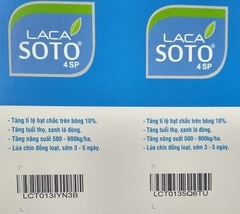 LACA
SOTO®
4 SP
- Tăng tỉ lệ hạt chắc trên bông 10%.
- Tăng tuổi thọ, xanh lá đòng.
- Tăng năng suất 500 - 900kg/ha.
- Lúa chín đồng loạt, sớm 3 - 5 ngày.
LCT013IYN3B
LACA
SOTO®
4 SP
- Tăng tỉ lệ hạt chắc trên bông 10%.
- Tăng tuổi thọ, xanh lá đòng.
- Tăng năng suất 500 - 900kg/ha.
- Lúa chín đồng loạt, sớm 3 - 5 ngày.
LCT0135Q6TU